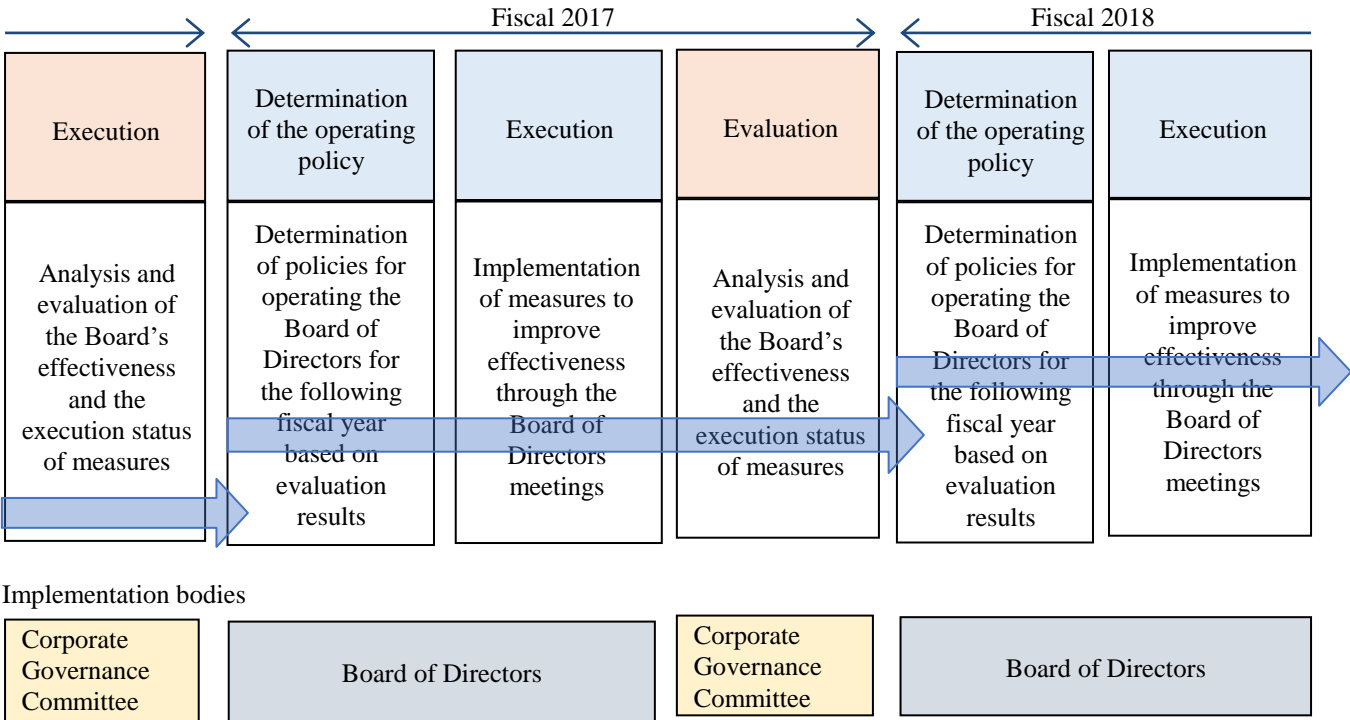 Fiscal 2017
Fiscal 2018
Execution
Determination
of the operating
policy
Execution
Evaluation
Determination
of the operating
policy
Execution
Analysis and
evaluation of
the Board’s
effectiveness
and the
execution status
of measures
Determination
of policies for
operating the
Board of
Directors for
the following
fiscal year
based on
evaluation
results
Implementation
of measures to
improve
effectiveness
through the
Board of
Directors
meetings
Analysis and
evaluation of
the Board’s
effectiveness
and the
execution status
of measures
Determination
of policies for
operating the
Board of
Directors for
the following
fiscal year
based on
evaluation
results
Implementation
of measures to
improve
effectiveness
through the
Board of
Directors
meetings
Implementation bodies
Corporate
Governance
Committee
Board of Directors
Corporate
Governance
Committee
Board of Directors